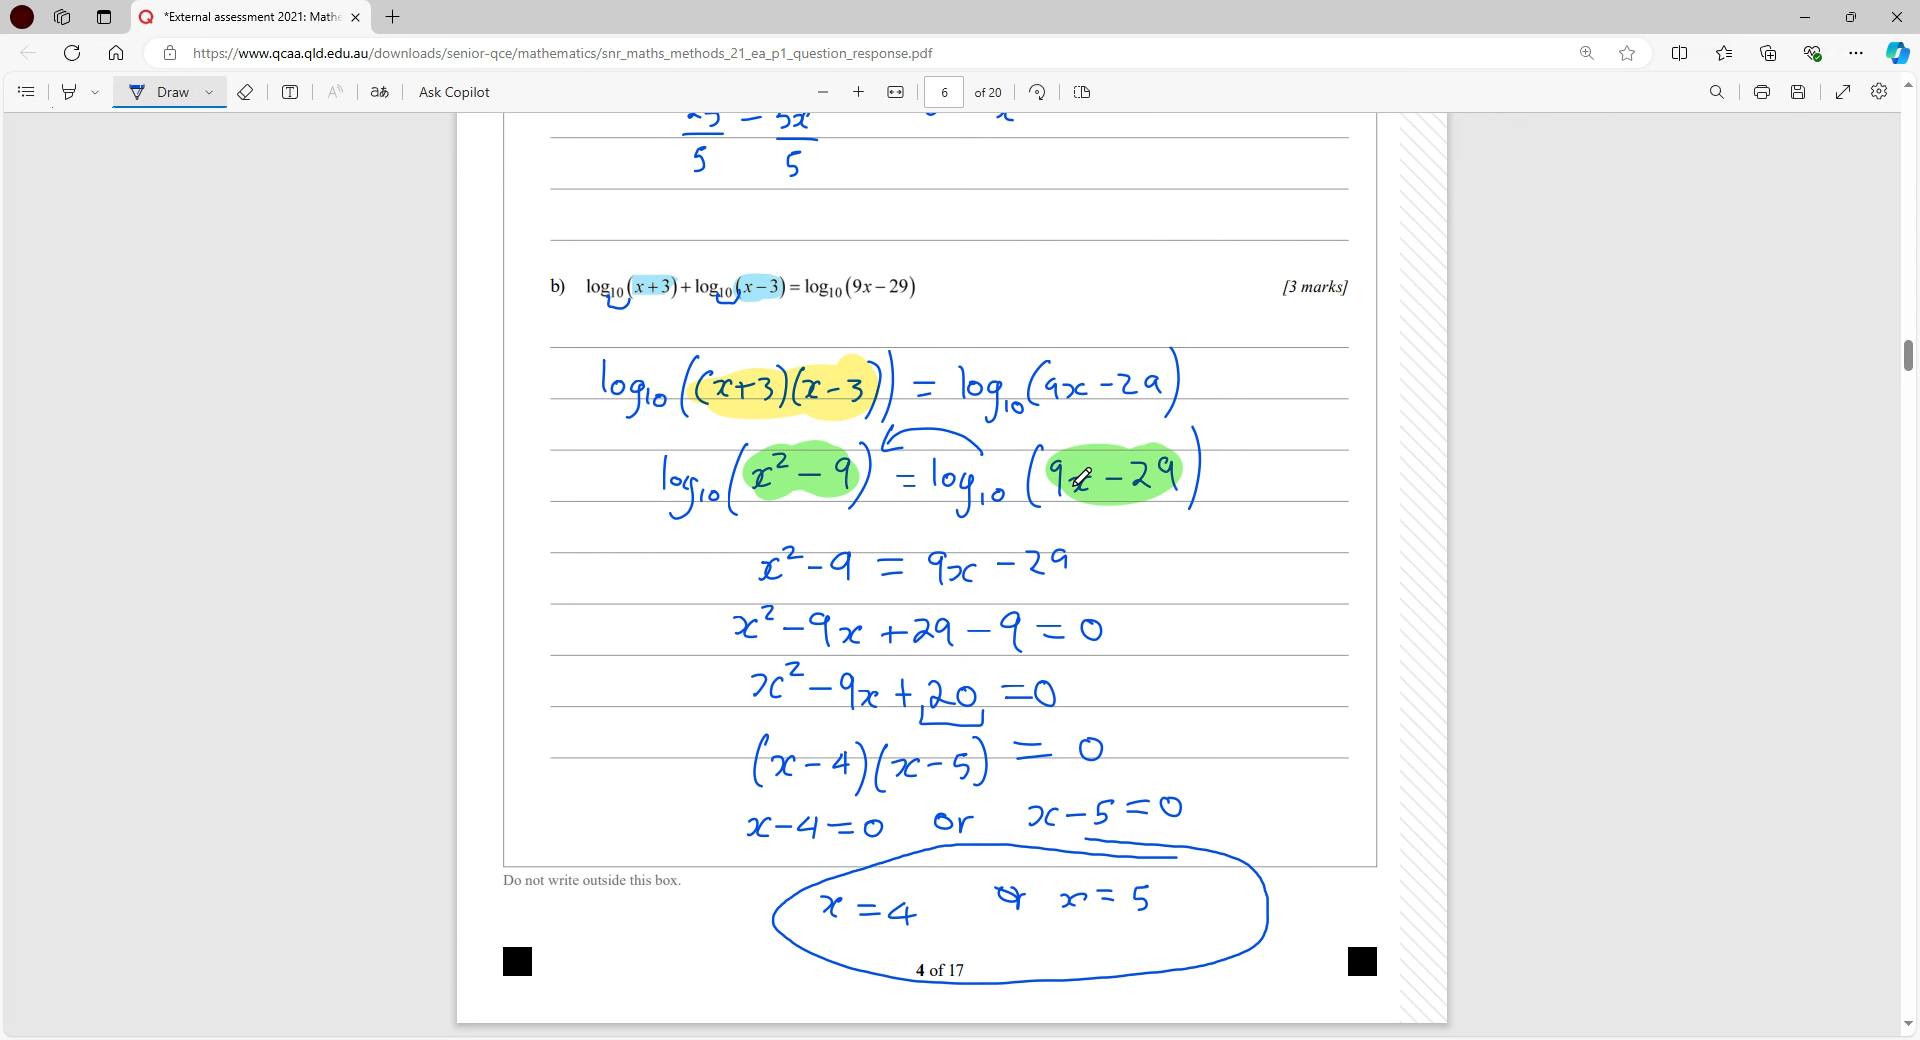 *External assessment 2021: Mathe
https://www.qcaa.qld.edu.au/downloads/senior-qce/mathematics/snr_maths_methods_21_ea_p1_question_response.pdf
Draw
aあ
Ask Copilot
6 of 20
5 5
b) log₁₀(x+3)+log₁₀(x−3)=log₁₀(9x−29) [3 marks]
log₁₀((x+3)(x−3)) = log₁₀(9x−29)
log₁₀(x²−9) = log₁₀(9x−29)
x²−9 = 9x−29
x²−9x+29−9=0
x²−9x+20=0
(x−4)(x−5) = 0
x−4=0 or x−5=0
Do not write outside this box.
x=4 or x=5
4 of 17